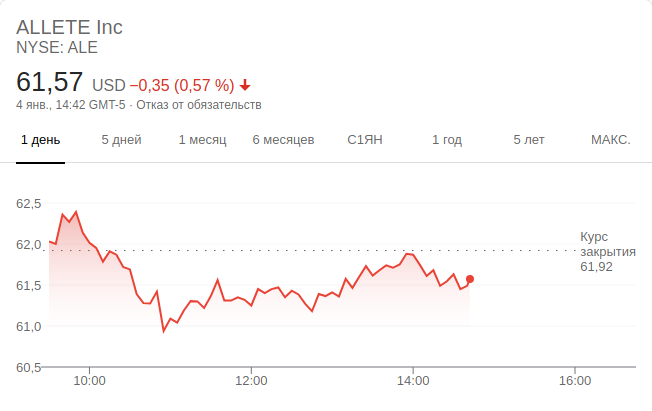 ALLETE Inc
NYSE: ALE
61,57 USD −0,35 (0,57 %)
4 янв., 14:42 GMT-5 · Отказ от обязательств
1 день 5 дней 1 месяц 6 месяцев С1ЯН 1 год 5 лет МАКС.
62,5
62,0
61,5
61,0
60,5
Курс
закрытия
61,92
10:00 12:00 14:00 16:00